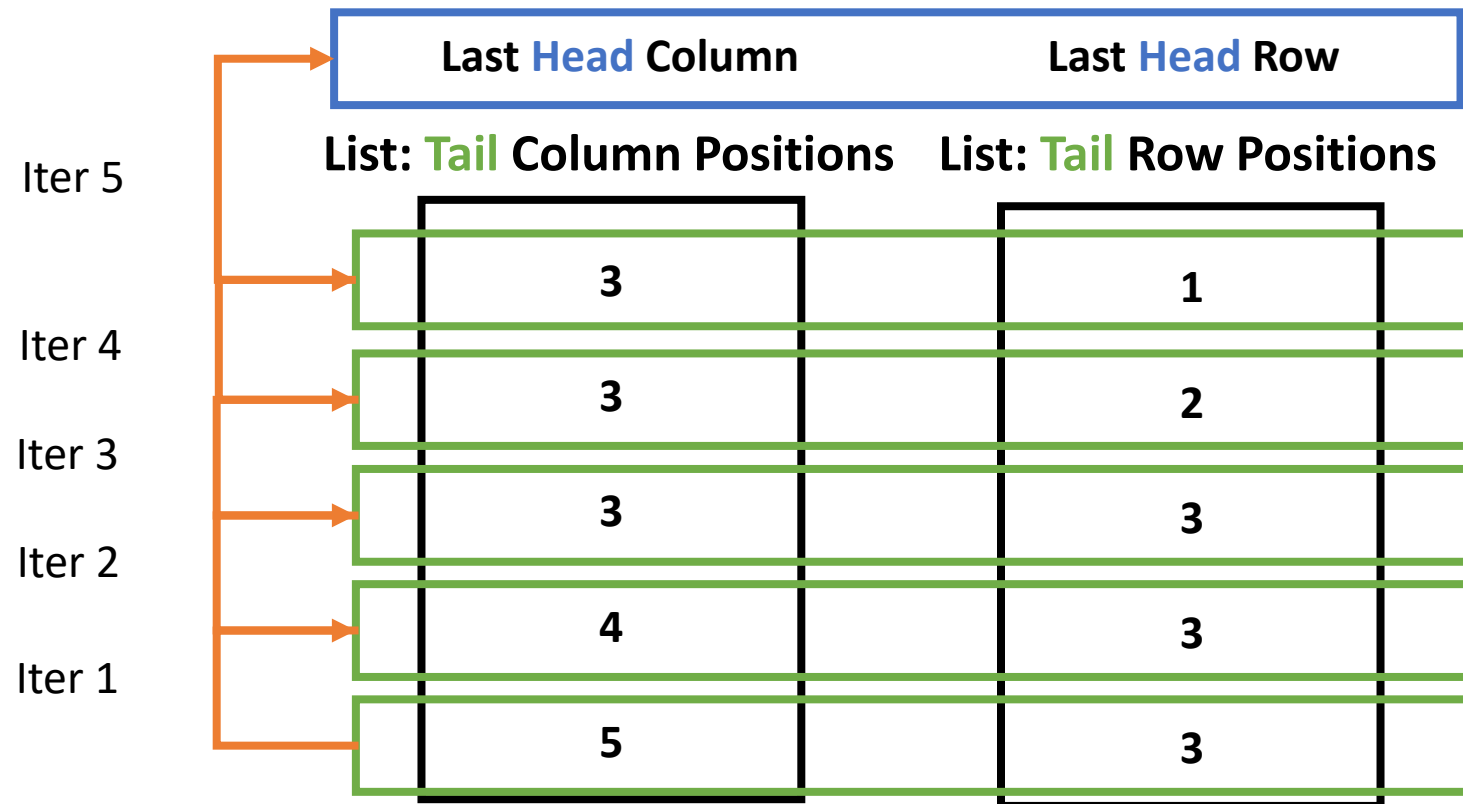 Last Head Column Last Head Row
List: Tail Column Positions List: Tail Row Positions
Iter 5
3 1
Iter 4
3 2
Iter 3
3 3
Iter 2
4 3
Iter 1
5 3